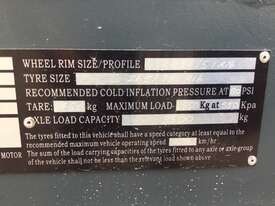 WHEEL RIM SIZE/PROFILE
TYRE SIZE
RECOMMENDED COLD INFLATION PRESSURE AT PSI
TARE: kg MAXIMUM LOAD Kg at Kpa
AXLE LOAD CAPACITY kg
The tyres fitted to this vehicle shall have a speed category at least equal to the
recommended maximum vehicle operating speed km/hr
MOTOR The sum of the load carrying capacities of the tyres fitted to any axle or axle-group
of the vehicle shall not be less than the load shown above